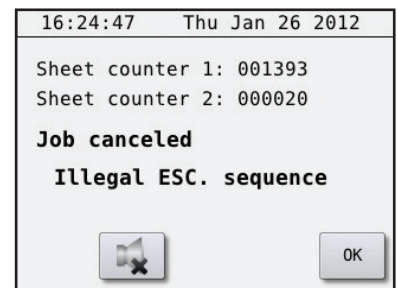 16:24:47 Thu Jan 26 2012
Sheet counter 1: 001393
Sheet counter 2: 000020
Job canceled
Illegal ESC. sequence
OK